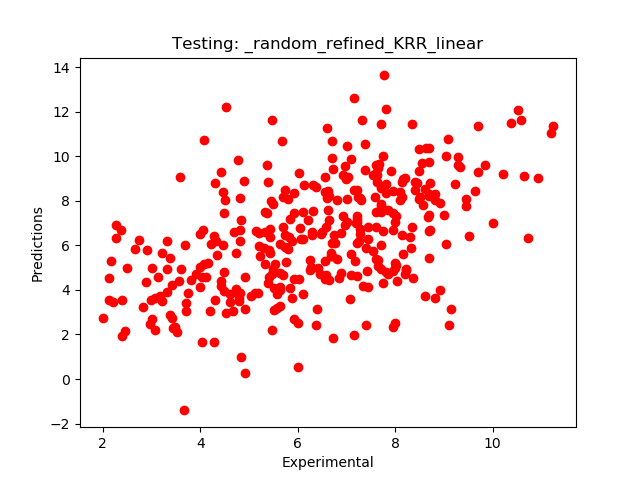 Testing: _random_refined_KRR_linear
14
12
10
8
6
4
2
0
−2
Predictions
2 4 6 8 10
Experimental